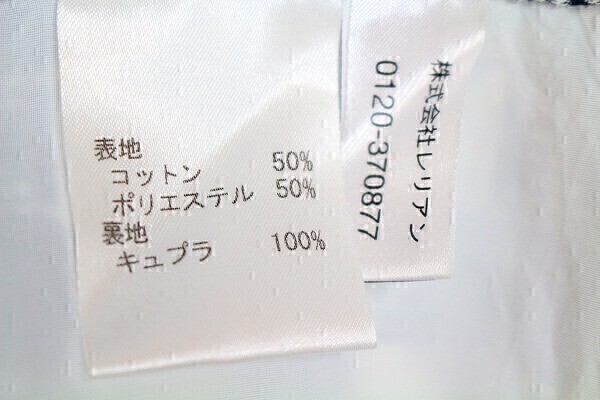 表地
コットン 50%
ポリエステル 50%
裏地
キュプラ 100%
株式会社レリアン
0120-370877